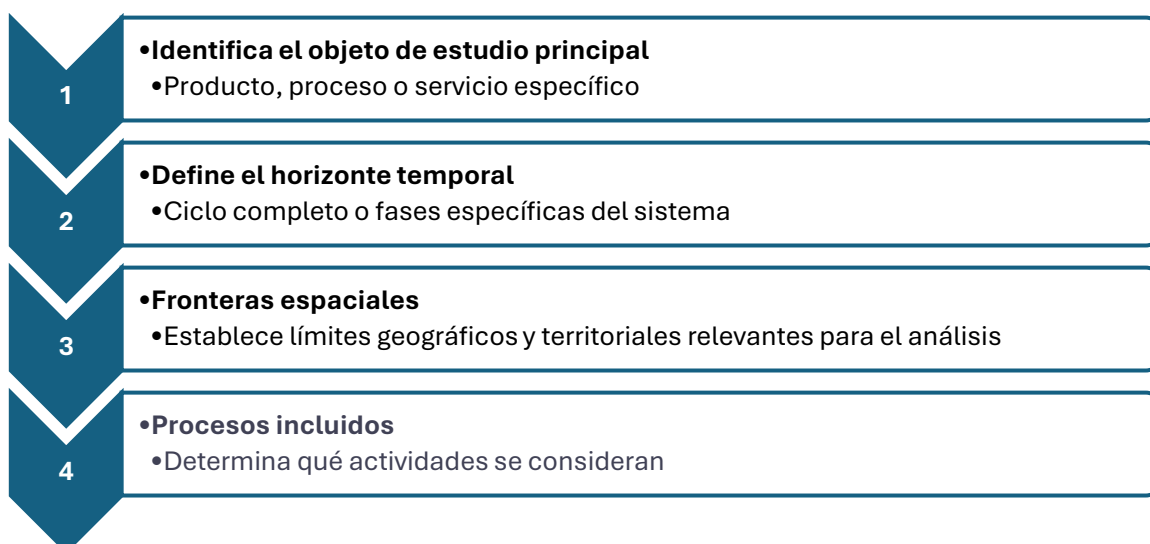 1
•Identifica el objeto de estudio principal
•Producto, proceso o servicio específico
2
•Define el horizonte temporal
•Ciclo completo o fases específicas del sistema
3
•Fronteras espaciales
•Establece límites geográficos y territoriales relevantes para el análisis
4
•Procesos incluidos
•Determina qué actividades se consideran